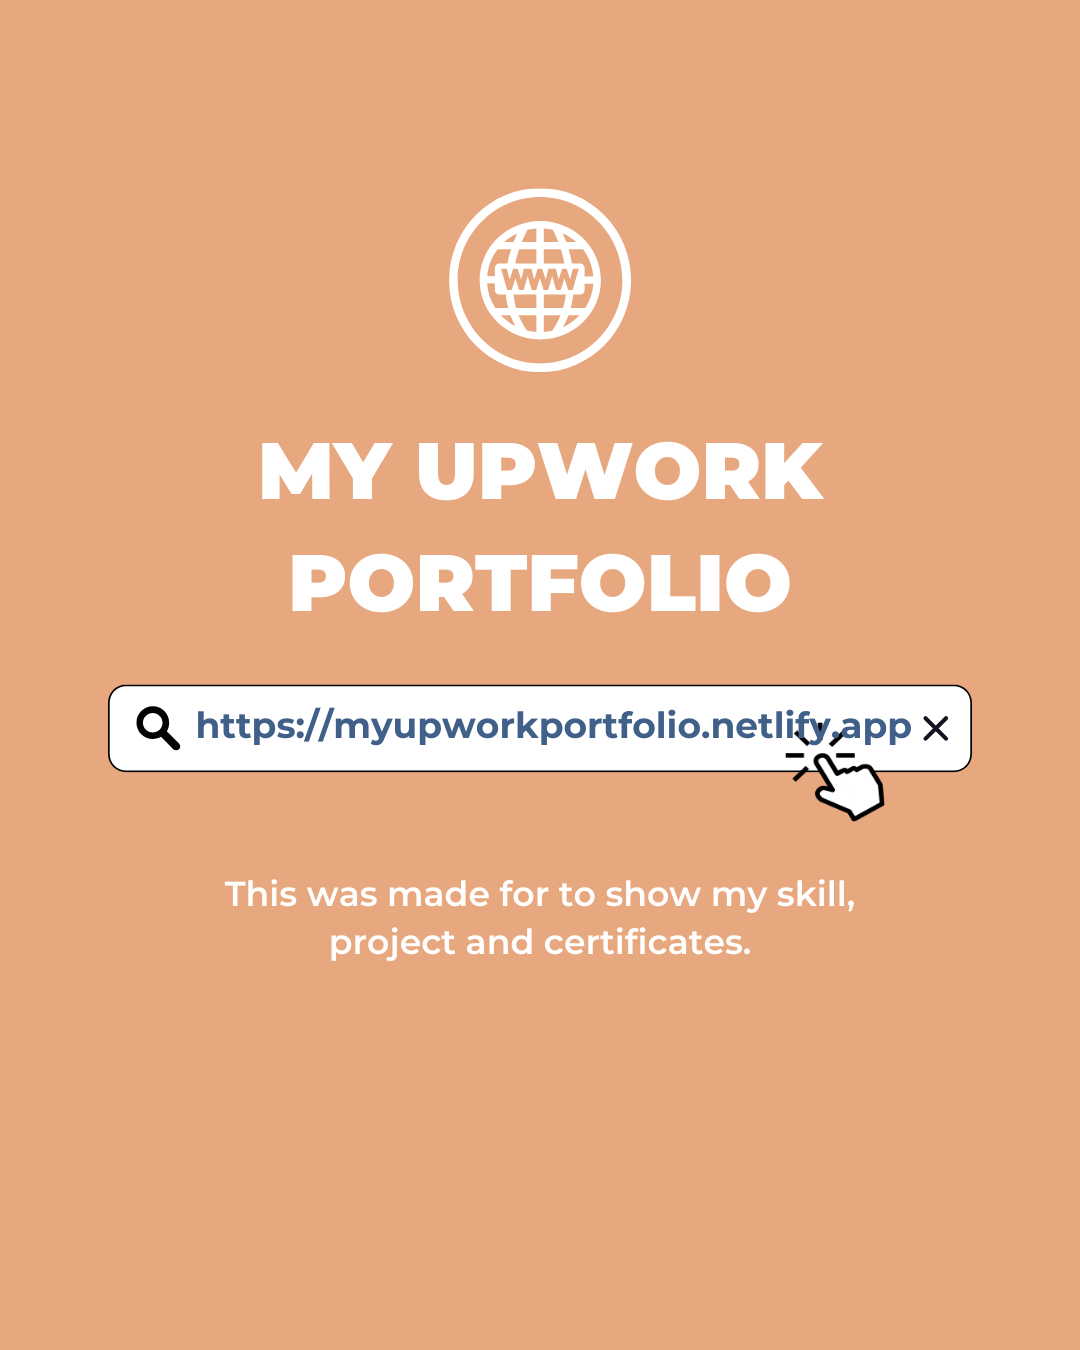 WWW
MY UPWORK
PORTFOLIO
https://myupworkportfolio.netlify.app
This was made for to show my skill,
project and certificates.